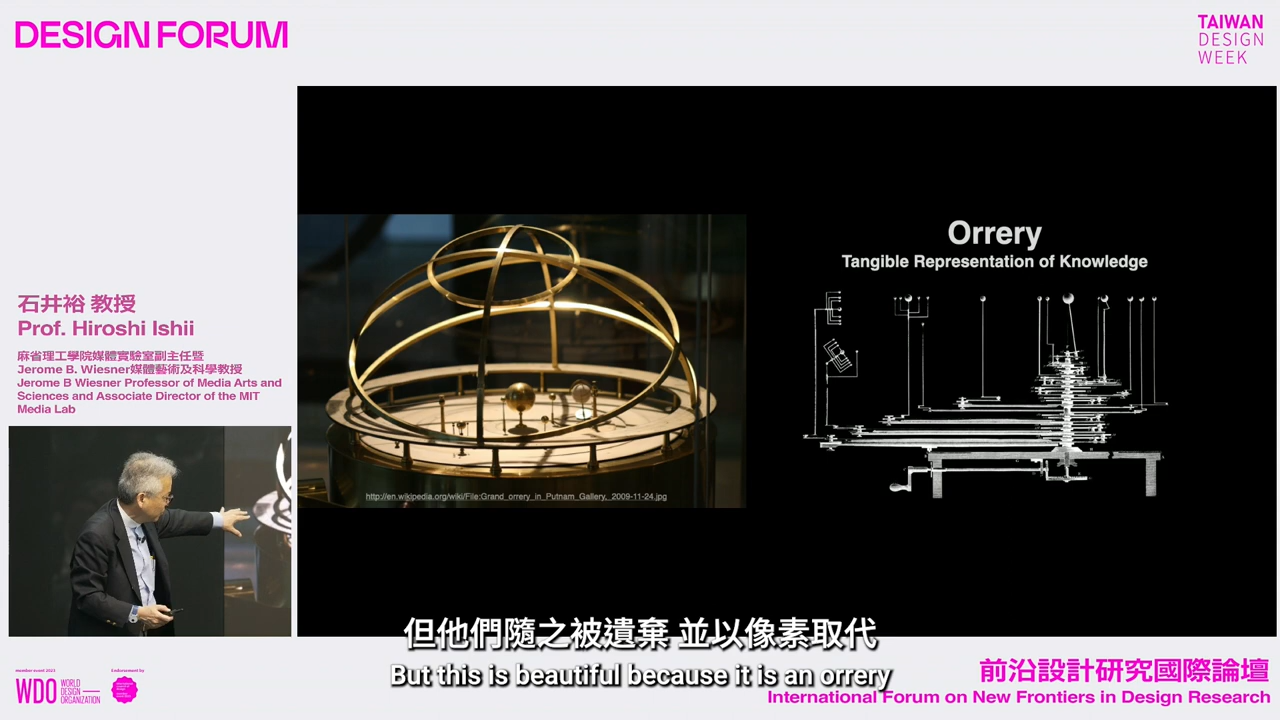 DESIGN FORUM
TAIWAN
DESIGN
WEEK
石井裕 教授
Prof. Hiroshi Ishii
麻省理工學院媒體實驗室副主任暨
Jerome B. Wiesner媒體藝術及科學教授
Jerome B Wiesner Professor of Media Arts and
Sciences and Associate Director of the MIT
Media Lab
Orrery
Tangible Representation of Knowledge
http://en.wikipedia.org/wiki/File:Grand_orrery_in_Putnam_Gallery,_2009-11-24.jpg
但他們隨之被遺棄 並以像素取代
But this is beautiful because it is an orrery
member event 2023
Endorsement by
WDO
WORLD
DESIGN
ORGANIZATION
前沿設計研究國際論壇
International Forum on New Frontiers in Design Research